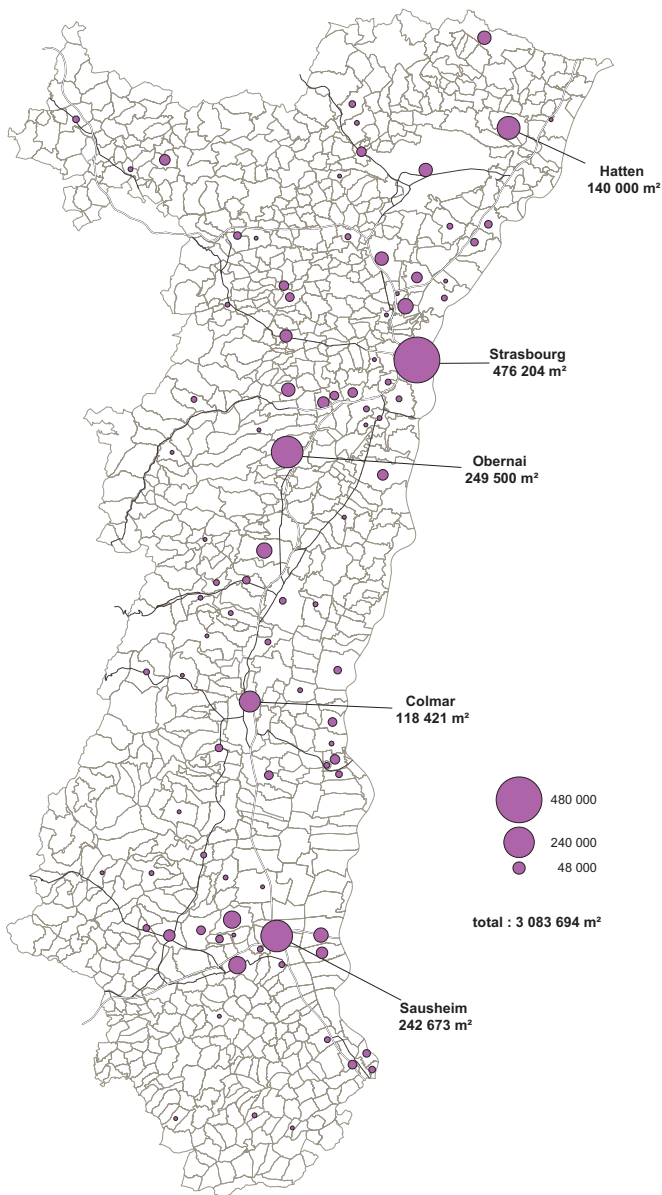 Hatten
140 000 m²
Strasbourg
476 204 m²
Obernai
249 500 m²
Colmar
118 421 m²
480 000
240 000
48 000
total : 3 083 694 m²
Sausheim
242 673 m²